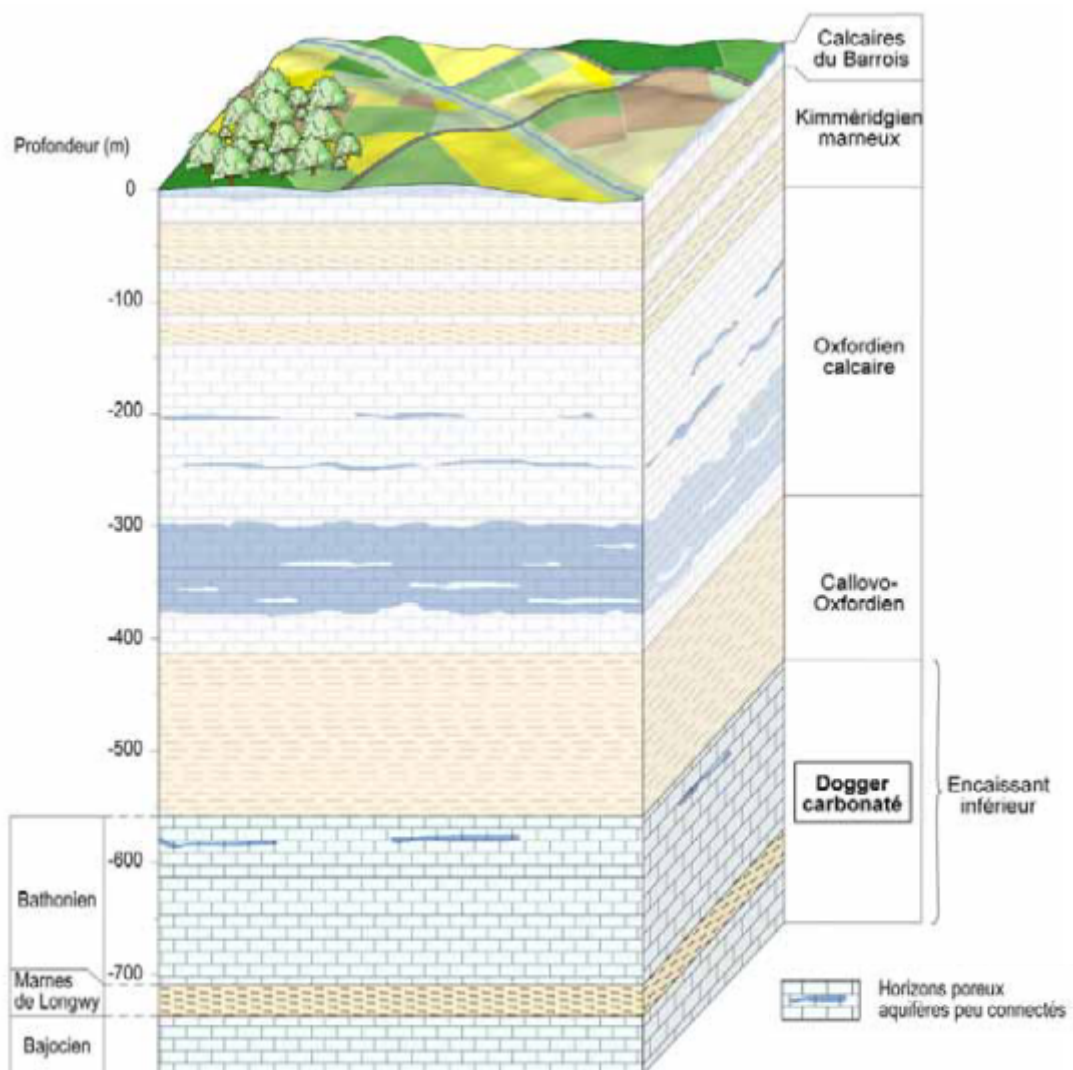 Calcaires
du Barrois
Kimméridgien
marneux
Profondeur (m)
0
-100
-200
-300
-400
-500
-600
-700
Oxfordien
calcaire
Callovo-
Oxfordien
Dogger
carbonaté
Encaissant
inférieur
Bathonien
Marnes
de Longwy
Bajocien
Horizons poreux
aquifères peu connectés